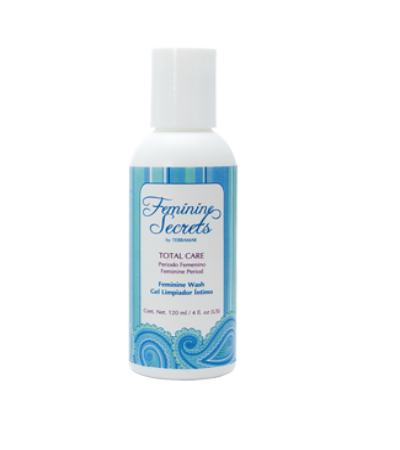 Feminine
Secrets
by TERRAMAR
TOTAL CARE
Periodo Femenino
Feminine Period
Feminine Wash
Gel Limpiador Íntimo
Cont. Net. 120 ml / 4 fl. oz (US)